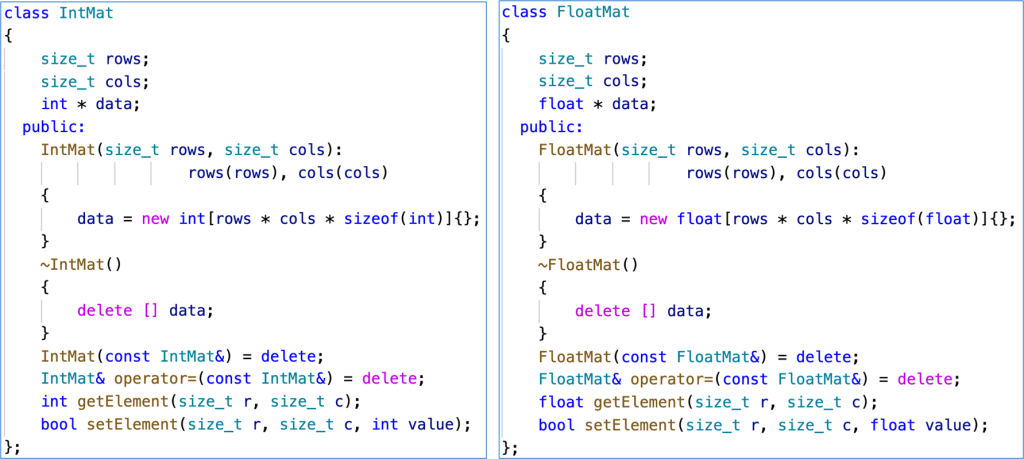 class IntMat
{
    size_t rows;
    size_t cols;
    int * data;
  public:
    IntMat(size_t rows, size_t cols):
                    rows(rows), cols(cols)
    {
        data = new int[rows * cols * sizeof(int)]{};
    }
    ~IntMat()
    {
        delete [] data;
    }
    IntMat(const IntMat&) = delete;
    IntMat& operator=(const IntMat&) = delete;
    int getElement(size_t r, size_t c);
    bool setElement(size_t r, size_t c, int value);
};
class FloatMat
{
    size_t rows;
    size_t cols;
    float * data;
  public:
    FloatMat(size_t rows, size_t cols):
                    rows(rows), cols(cols)
    {
        data = new float[rows * cols * sizeof(float)]{};
    }
    ~FloatMat()
    {
        delete [] data;
    }
    FloatMat(const FloatMat&) = delete;
    FloatMat& operator=(const FloatMat&) = delete;
    float getElement(size_t r, size_t c);
    bool setElement(size_t r, size_t c, float value);
};